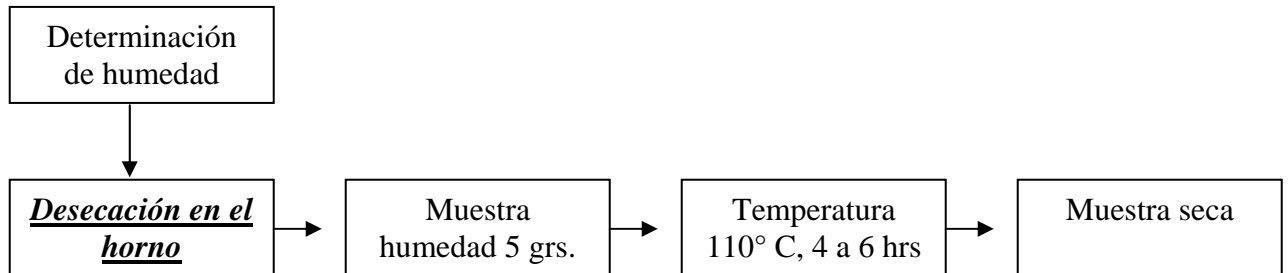 Determinación
de humedad
Desecación en el
horno
Muestra
humedad 5 grs.
Temperatura
110° C, 4 a 6 hrs
Muestra seca